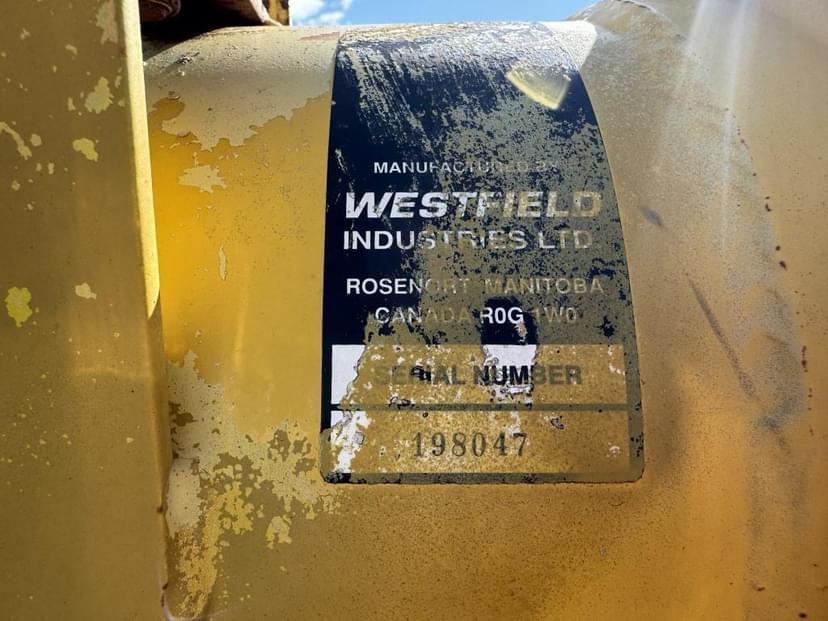 MANUFACTURED BY
WESTFIELD
INDUSTRIES LTD
ROSENORT, MANITOBA
CANADA R0G 1W0
SERIAL NUMBER
198047